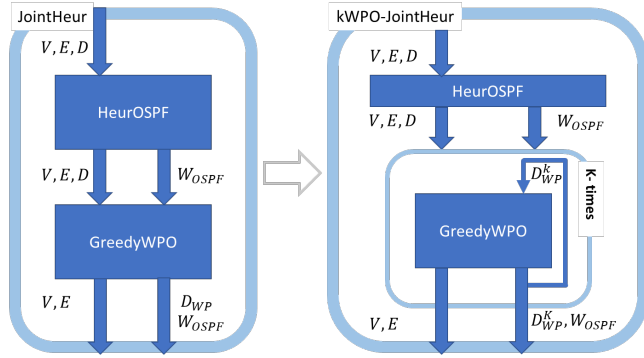 JointHeur
V, E, D
HeurOSPF
V, E, D
W_OSPF
GreedyWPO
V, E
D_WP
W_OSPF
kWPO-JointHeur
V, E, D
HeurOSPF
V, E, D
W_OSPF
D^k_WP
K- times
GreedyWPO
V, E
D^K_WP, W_OSPF